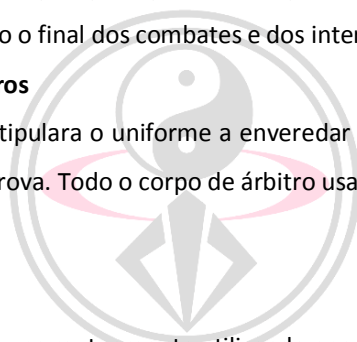 o o final dos combates e dos inter
ros
tipulara o uniforme a enveredar
rova. Todo o corpo de árbitro usa